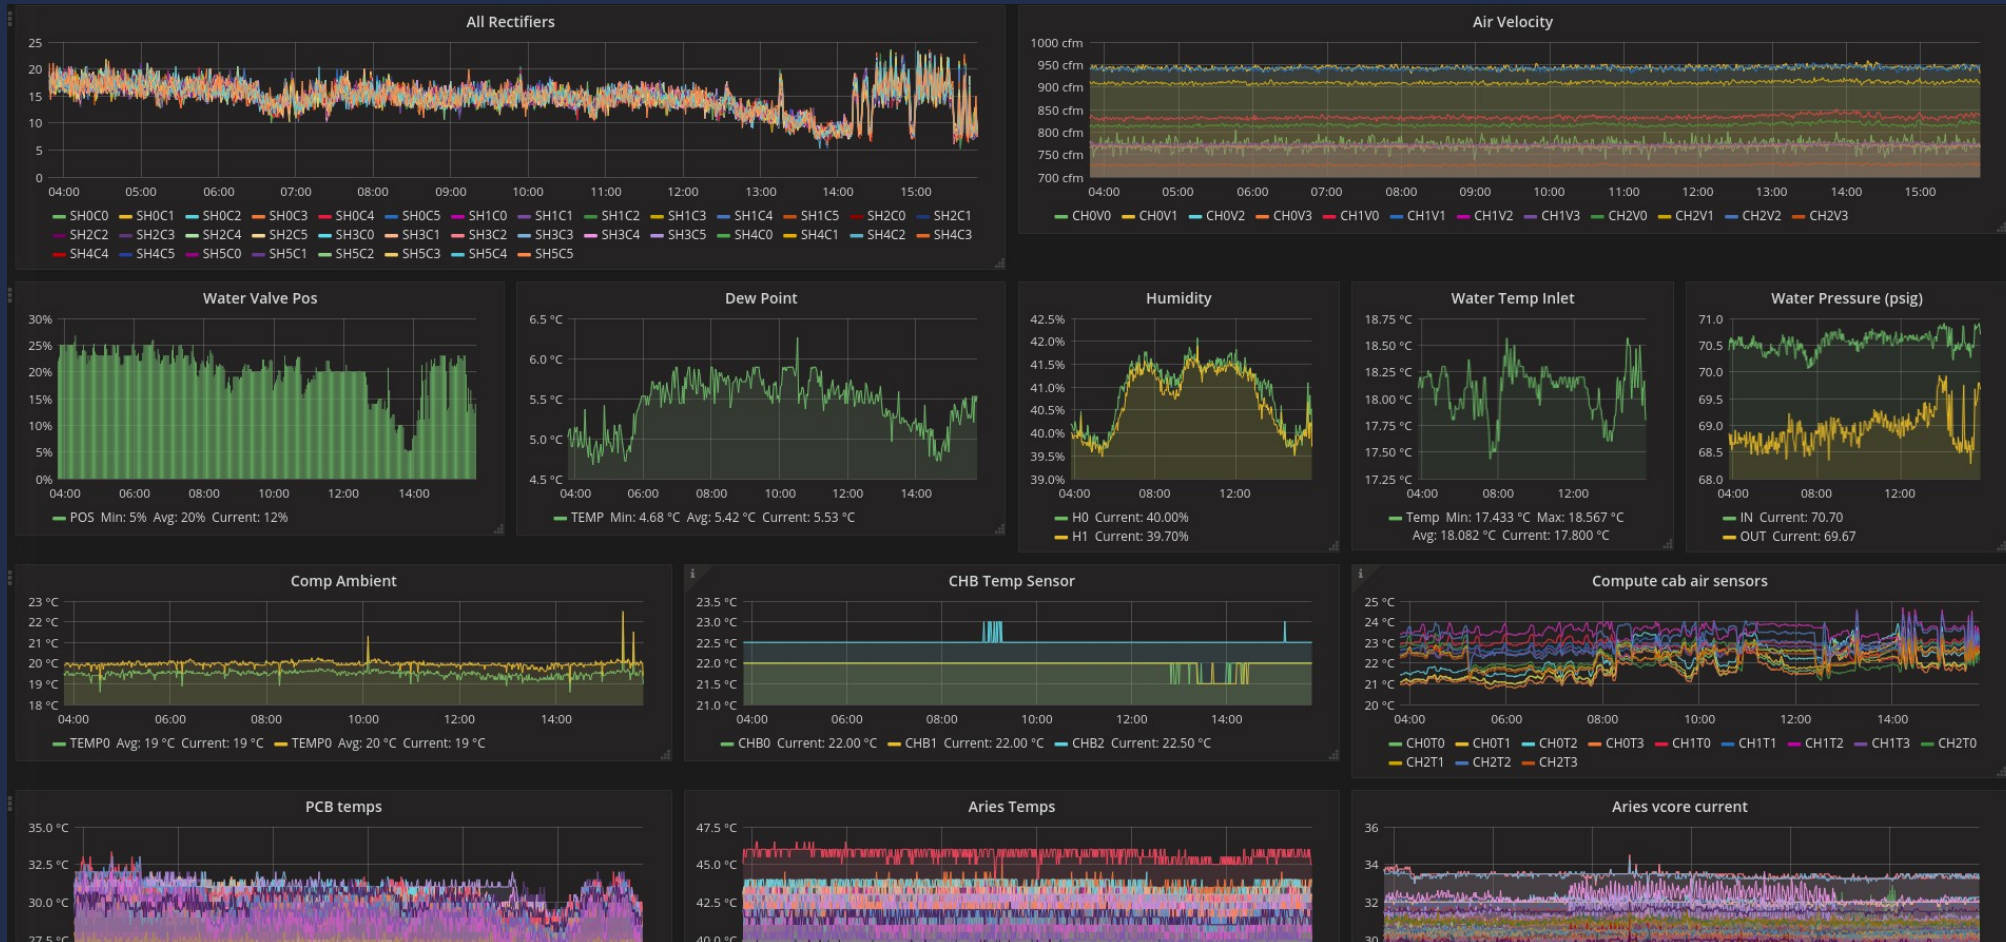 All Rectifiers
25
20
15
10
5
0
04:00 05:00 06:00 07:00 08:00 09:00 10:00 11:00 12:00 13:00 14:00 15:00
SH0C0 SH0C1 SH0C2 SH0C3 SH0C4 SH0C5 SH1C0 SH1C1 SH1C2 SH1C3 SH1C4 SH1C5 SH2C0 SH2C1
SH2C2 SH2C3 SH2C4 SH2C5 SH3C0 SH3C1 SH3C2 SH3C3 SH3C4 SH3C5 SH4C0 SH4C1 SH4C2 SH4C3
SH4C4 SH4C5 SH5C0 SH5C1 SH5C2 SH5C3 SH5C4 SH5C5
Air Velocity
1000 cfm
950 cfm
900 cfm
850 cfm
800 cfm
750 cfm
700 cfm
04:00 05:00 06:00 07:00 08:00 09:00 10:00 11:00 12:00 13:00 14:00 15:00
CH0V0 CH0V1 CH0V2 CH0V3 CH1V0 CH1V1 CH1V2 CH1V3 CH2V0 CH2V1 CH2V2 CH2V3
Water Valve Pos
30%
25%
20%
15%
10%
5%
0%
04:00 06:00 08:00 10:00 12:00 14:00
POS Min: 5% Avg: 20% Current: 12%
Dew Point
6.5 °C
6.0 °C
5.5 °C
5.0 °C
4.5 °C
04:00 06:00 08:00 10:00 12:00 14:00
TEMP Min: 4.68 °C Avg: 5.42 °C Current: 5.53 °C
Humidity
42.5%
42.0%
41.5%
41.0%
40.5%
40.0%
39.5%
39.0%
04:00 08:00 12:00
H0 Current: 40.00%
H1 Current: 39.70%
Water Temp Inlet
18.75 °C
18.50 °C
18.25 °C
18.00 °C
17.75 °C
17.50 °C
17.25 °C
04:00 08:00 12:00
Temp Min: 17.433 °C Max: 18.567 °C
Avg: 18.082 °C Current: 17.800 °C
Water Pressure (psig)
71.0
70.5
70.0
69.5
69.0
68.5
68.0
04:00 08:00 12:00
IN Current: 70.70
OUT Current: 69.67
Comp Ambient
23 °C
22 °C
21 °C
20 °C
19 °C
18 °C
04:00 06:00 08:00 10:00 12:00 14:00
TEMP0 Avg: 19 °C Current: 19 °C TEMP0 Avg: 20 °C Current: 19 °C
CHB Temp Sensor
23.5 °C
23.0 °C
22.5 °C
22.0 °C
21.5 °C
21.0 °C
04:00 06:00 08:00 10:00 12:00 14:00
CHB0 Current: 22.00 °C CHB1 Current: 22.00 °C CHB2 Current: 22.50 °C
Compute cab air sensors
25 °C
24 °C
23 °C
22 °C
21 °C
20 °C
04:00 06:00 08:00 10:00 12:00 14:00
CH0T0 CH0T1 CH0T2 CH0T3 CH1T0 CH1T1 CH1T2 CH1T3 CH2T0
CH2T1 CH2T2 CH2T3
PCB temps
35.0 °C
32.5 °C
30.0 °C
27.5 °C
Aries Temps
47.5 °C
45.0 °C
42.5 °C
40.0 °C
Aries vcore current
36
34
32
30